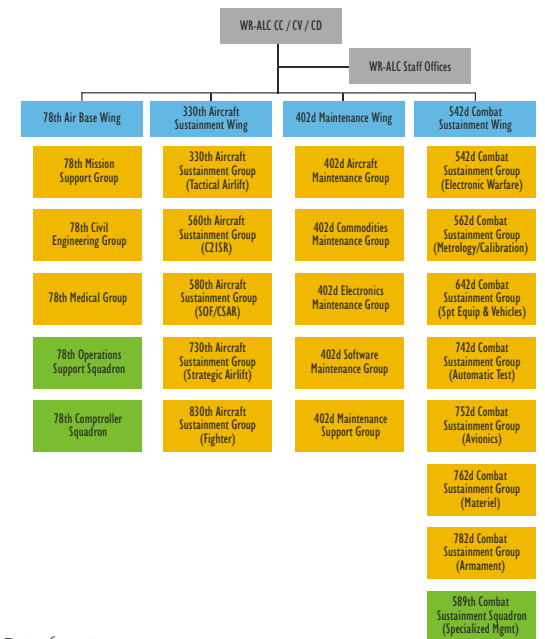 WR-ALC CC / CV / CD
WR-ALC Staff Offices
78th Air Base Wing
330th Aircraft
Sustainment Wing
402d Maintenance Wing
542d Combat
Sustainment Wing
78th Mission
Support Group
330th Aircraft
Sustainment Group
(Tactical Airlift)
402d Aircraft
Maintenance Group
542d Combat
Sustainment Group
(Electronic Warfare)
78th Civil
Engineering Group
560th Aircraft
Sustainment Group
(C2ISR)
402d Commodities
Maintenance Group
562d Combat
Sustainment Group
(Metrology/Calibration)
78th Medical Group
580th Aircraft
Sustainment Group
(SOF/CSAR)
402d Electronics
Maintenance Group
642d Combat
Sustainment Group
(Spt Equip & Vehicles)
78th Operations
Support Squadron
730th Aircraft
Sustainment Group
(Strategic Airlift)
402d Software
Maintenance Group
742d Combat
Sustainment Group
(Automatic Test)
78th Comptroller
Squadron
830th Aircraft
Sustainment Group
(Fighter)
402d Maintenance
Support Group
752d Combat
Sustainment Group
(Avionics)
762d Combat
Sustainment Group
(Materiel)
782d Combat
Sustainment Group
(Armament)
589th Combat
Sustainment Squadron
(Specialized Mgmt)